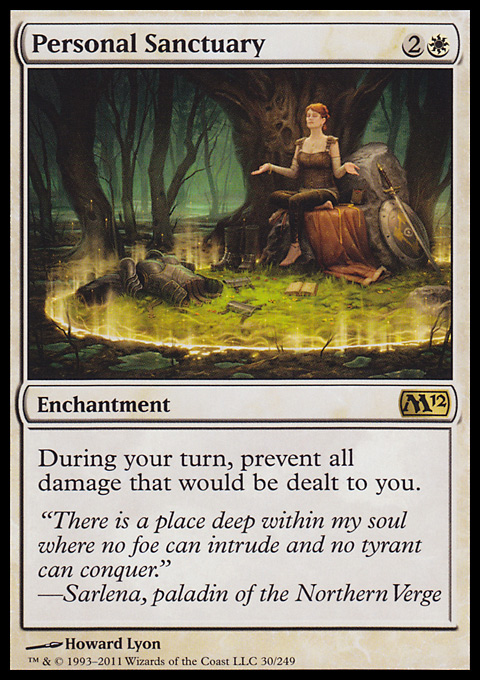 Personal Sanctuary 2
Enchantment M12
During your turn, prevent all
damage that would be dealt to you.
“There is a place deep within my soul
where no foe can intrude and no tyrant
can conquer.”
—Sarlena, paladin of the Northern Verge
Howard Lyon
™ & © 1993–2011 Wizards of the Coast LLC 30/249